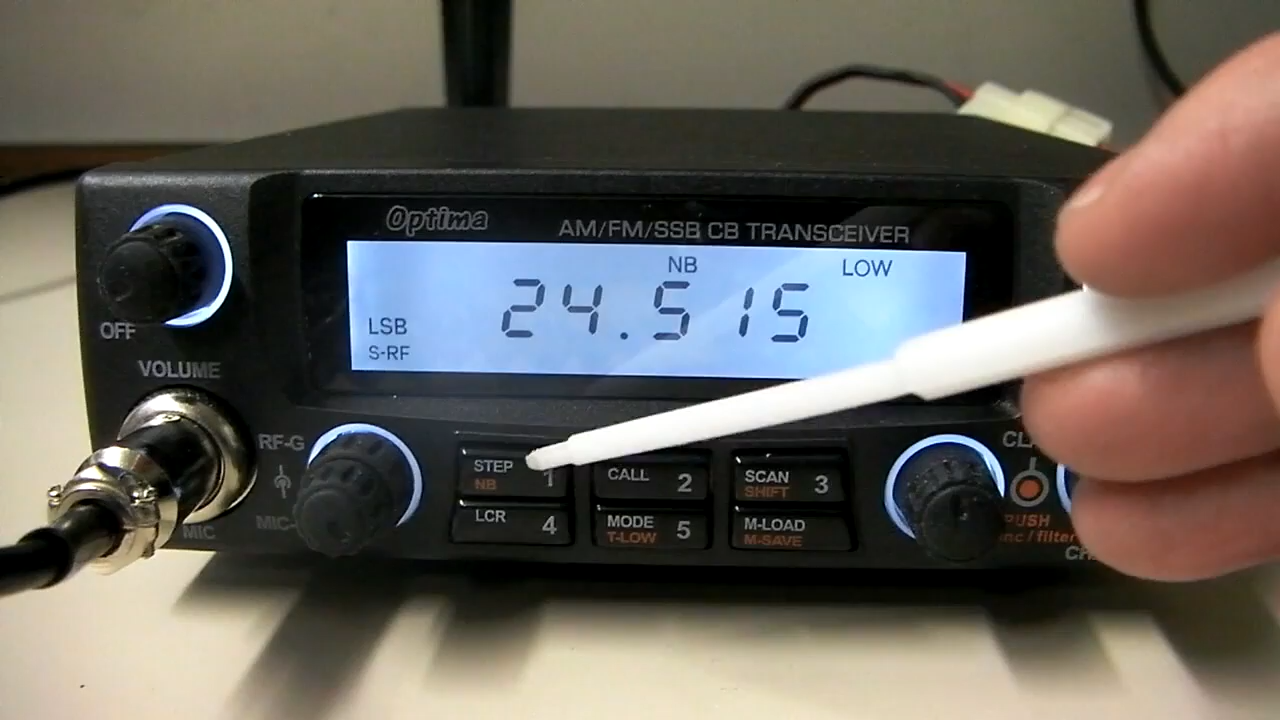 Optima
AM/FM/SSB CB TRANSCEIVER
NB LOW
24.515
LSB
S-RF
OFF
VOLUME
RF-G
MIC
STEP 1
NB
CALL 2
SCAN 3
SHIFT
LCR 4
MODE 5
T-LOW
M-LOAD
M-SAVE
PUSH